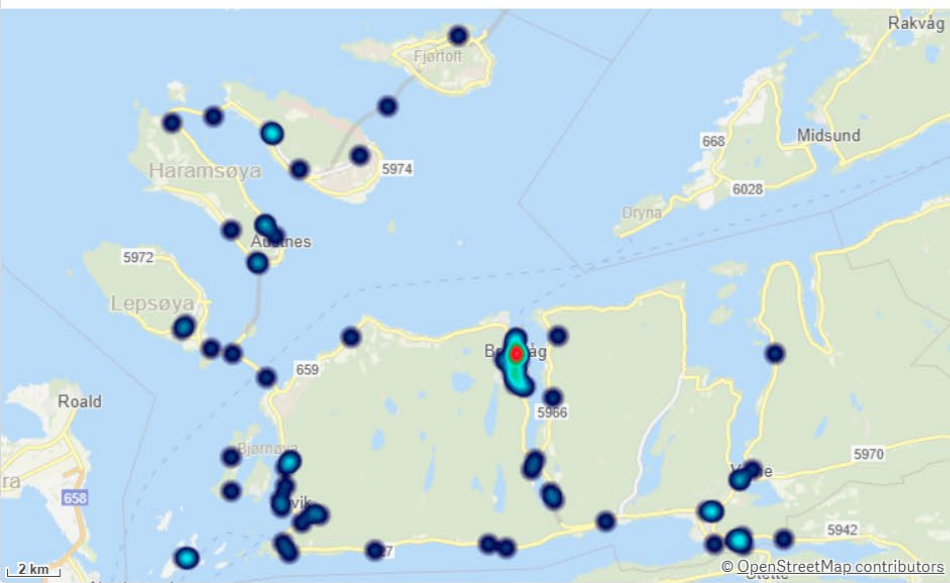 Rakvåg
Fjørtoft
668
Midsund
Haramsøya
5974
6028
Dryna
5972
Lepsøya
659
Roald
5966
Bjørnøya
5970
658
5942
2 km
© OpenStreetMap contributors